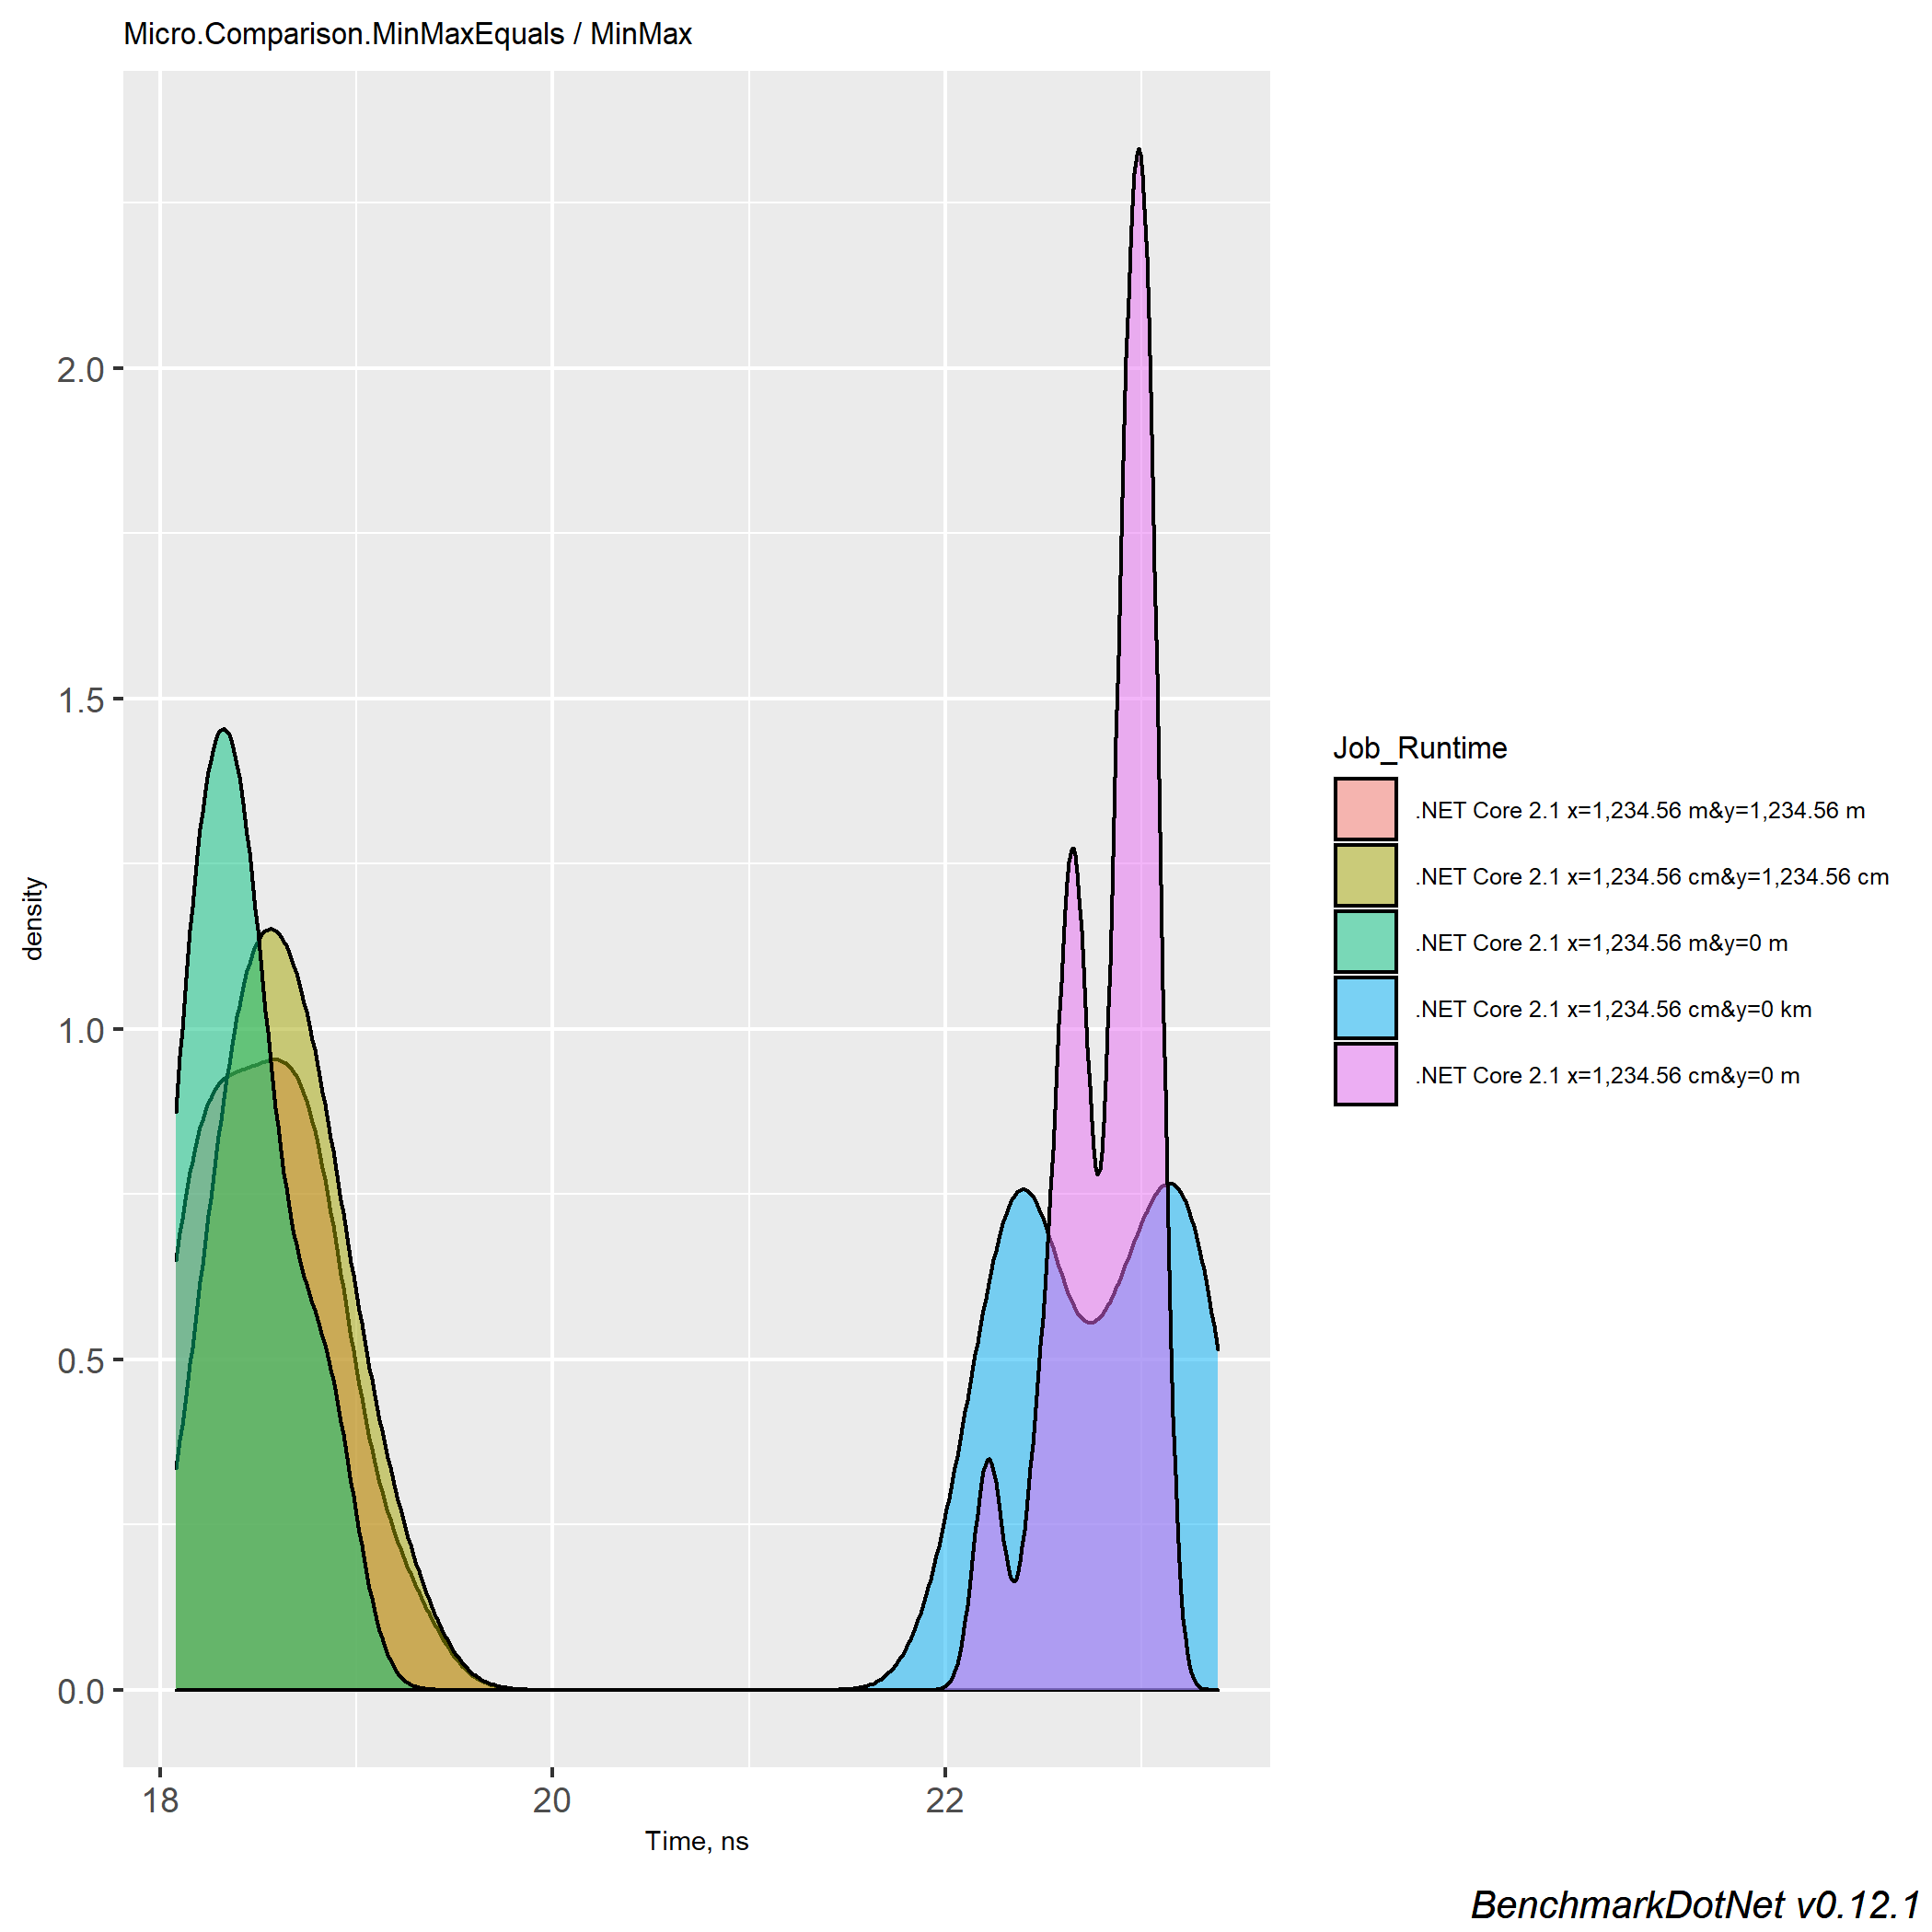 Micro.Comparison.MinMaxEquals / MinMax
2.0
1.5
1.0
0.5
0.0
density
18
20
22
Time, ns
Job_Runtime
.NET Core 2.1 x=1,234.56 m&y=1,234.56 m
.NET Core 2.1 x=1,234.56 cm&y=1,234.56 cm
.NET Core 2.1 x=1,234.56 m&y=0 m
.NET Core 2.1 x=1,234.56 cm&y=0 km
.NET Core 2.1 x=1,234.56 cm&y=0 m
BenchmarkDotNet v0.12.1